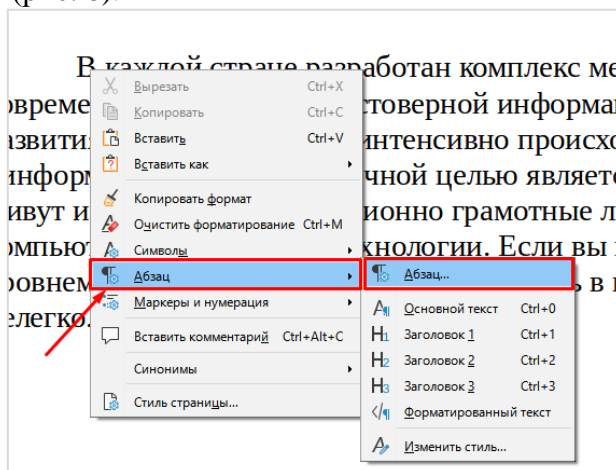 В каждой стране разработан комплекс ме
Вырезать Ctrl+X
овреме стоверной информа
Копировать Ctrl+C
Вставить Ctrl+V
азвити интенсивно происхо
Вставить как
информ чной целью являет
Копировать формат
ивут и ионно грамотные л
Очистить форматирование Ctrl+M
омпьют хнологии. Если вы
Символы
Абзац
Абзац...
ровнем ь в
Маркеры и нумерация
Основной текст Ctrl+0
елегко.
Вставить комментарий Ctrl+Alt+C
Заголовок 1 Ctrl+1
Заголовок 2 Ctrl+2
Синонимы
Заголовок 3 Ctrl+3
Стиль страницы...
Форматированный текст
Изменить стиль...